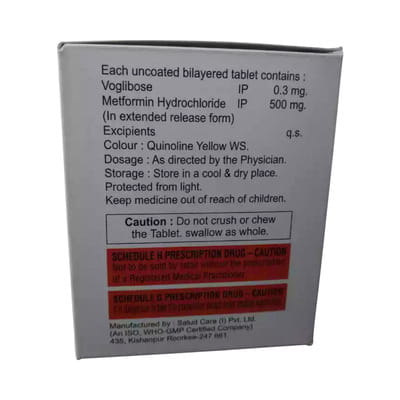 Each uncoated bilayered tablet contains :
Voglibose IP 0.3 mg.
Metformin Hydrochloride IP 500 mg.
(In extended release form)
Excipients q.s.
Colour : Quinoline Yellow WS.
Dosage : As directed by the Physician.
Storage : Store in a cool & dry place.
Protected from light.
Keep medicine out of reach of children.
Caution : Do not crush or chew
the Tablet. swallow as whole.
SCHEDULE H PRESCRIPTION DRUG – CAUTION
Not to be sold by retail without the prescription
of a Registered Medical Practitioner.
SCHEDULE G PRESCRIPTION DRUG – CAUTION
Manufactured by : Salud Care (I) Pvt. Ltd.
(An ISO, WHO-GMP Certified Company)
435, Kishanpur Roorkee-247 661.